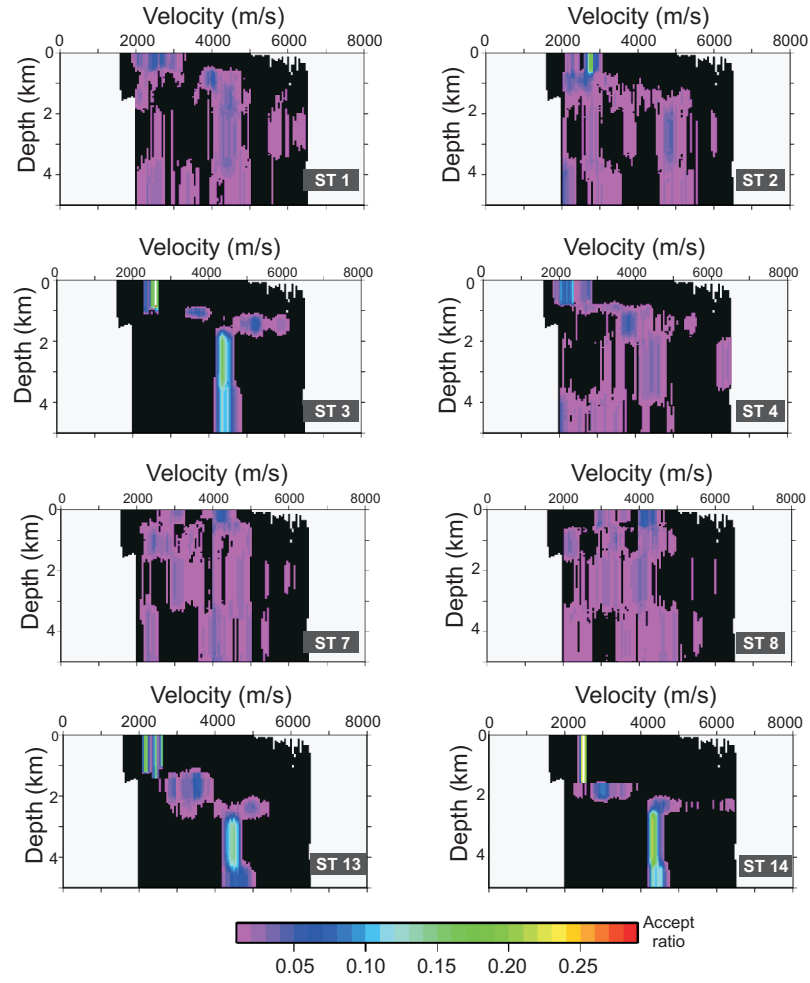 Velocity (m/s) Velocity (m/s)
0 2000 4000 6000 8000 0 2000 4000 6000 8000
Depth (km) 0 2 4 ST 1 Depth (km) 0 2 4 ST 2
Velocity (m/s) Velocity (m/s)
0 2000 4000 6000 8000 0 2000 4000 6000 8000
Depth (km) 0 2 4 ST 3 Depth (km) 0 2 4 ST 4
Velocity (m/s) Velocity (m/s)
0 2000 4000 6000 8000 0 2000 4000 6000 8000
Depth (km) 0 2 4 ST 7 Depth (km) 0 2 4 ST 8
Velocity (m/s) Velocity (m/s)
0 2000 4000 6000 8000 0 2000 4000 6000 8000
Depth (km) 0 2 4 ST 13 Depth (km) 0 2 4 ST 14
Accept
ratio
0.05 0.10 0.15 0.20 0.25